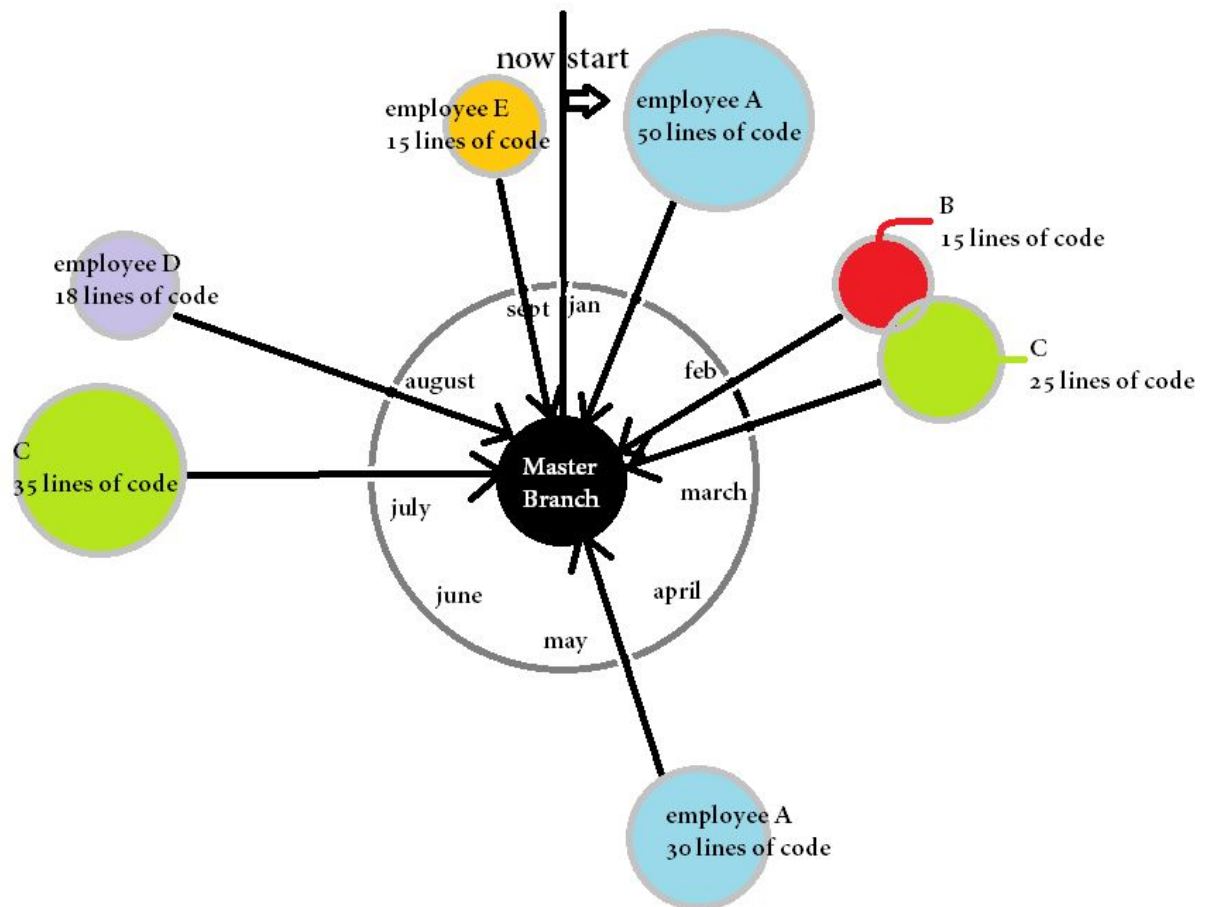 now start
employee A
50 lines of code
employee E
15 lines of code
B
15 lines of code
C
25 lines of code
employee D
18 lines of code
sept
jan
feb
august
C
35 lines of code
Master
Branch
march
july
june
april
may
employee A
30 lines of code